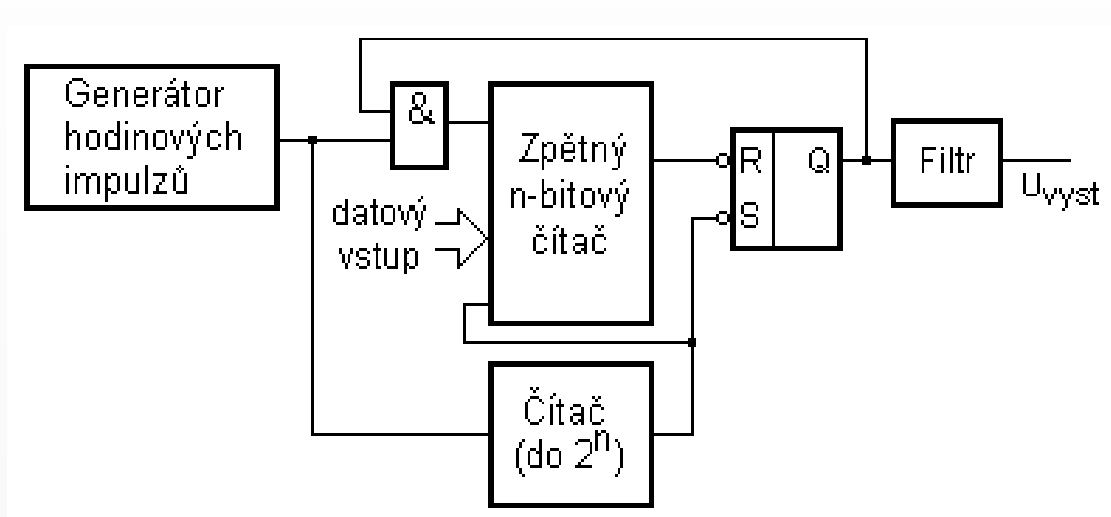 Generátor
hodinových
impulzů
&
Zpětný
n-bitový
čítač
datový
vstup
R
Q
S
Filtr
Uvyst
Čítač
(do 2ⁿ)